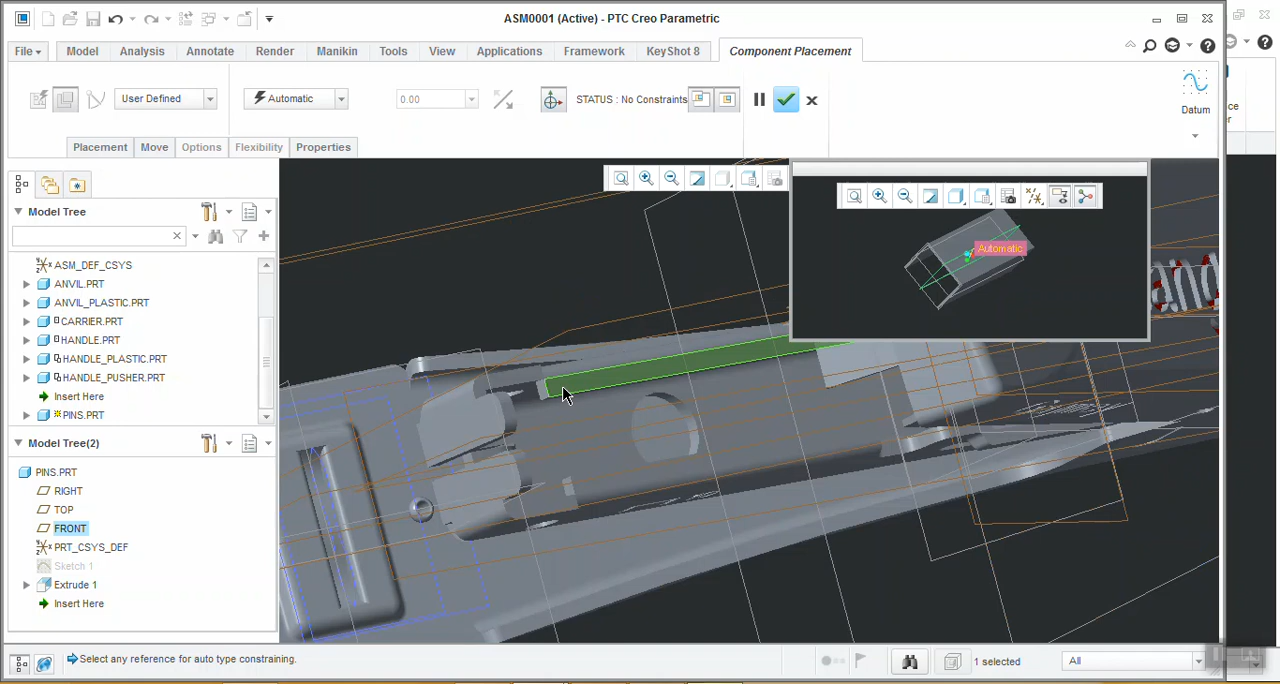 ASM0001 (Active) - PTC Creo Parametric
File Model Analysis Annotate Render Manikin Tools View Applications Framework KeyShot 8 Component Placement
User Defined Automatic 0.00 STATUS : No Constraints
Datum
Placement Move Options Flexibility Properties
Model Tree
ASM_DEF_CSYS
ANVIL.PRT
ANVIL_PLASTIC.PRT
CARRIER.PRT
HANDLE.PRT
HANDLE_PLASTIC.PRT
HANDLE_PUSHER.PRT
Insert Here
PINS.PRT
Model Tree(2)
PINS.PRT
RIGHT
TOP
FRONT
PRT_CSYS_DEF
Sketch 1
Extrude 1
Insert Here
Automatic
Select any reference for auto type constraining.
1 selected
All